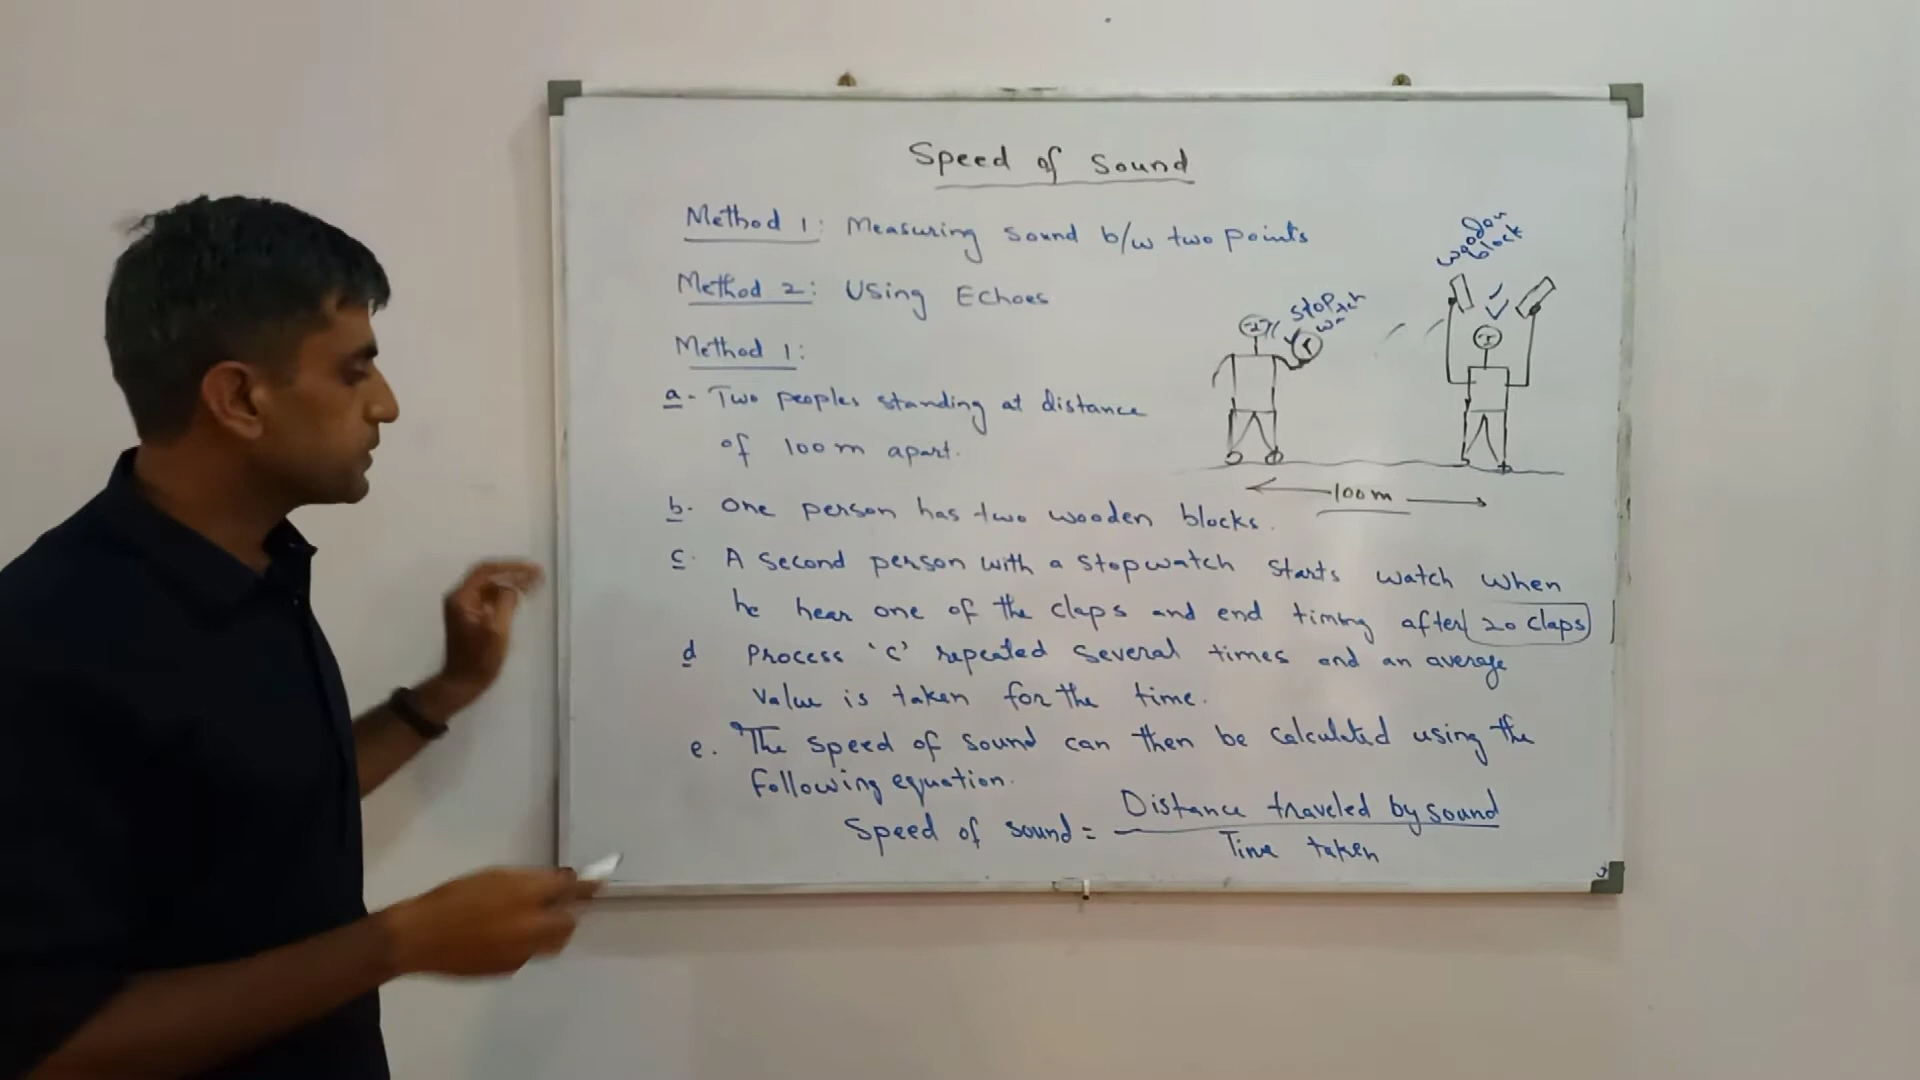 Speed of Sound
Method 1: Measuring sound b/w two points
Method 2: Using Echoes
Method 1:
a- Two peoples standing at distance
of 100 m apart.
b. One person has two wooden blocks.
c. A second person with a stopwatch starts watch when
he hear one of the claps and end timing after 20 claps
d Process 'c' repeated several times and an average
value is taken for the time.
e. The speed of sound can then be calculated using the
following equation.
Speed of sound = Distance traveled by sound
Time taken
stop
wooden
block
100m